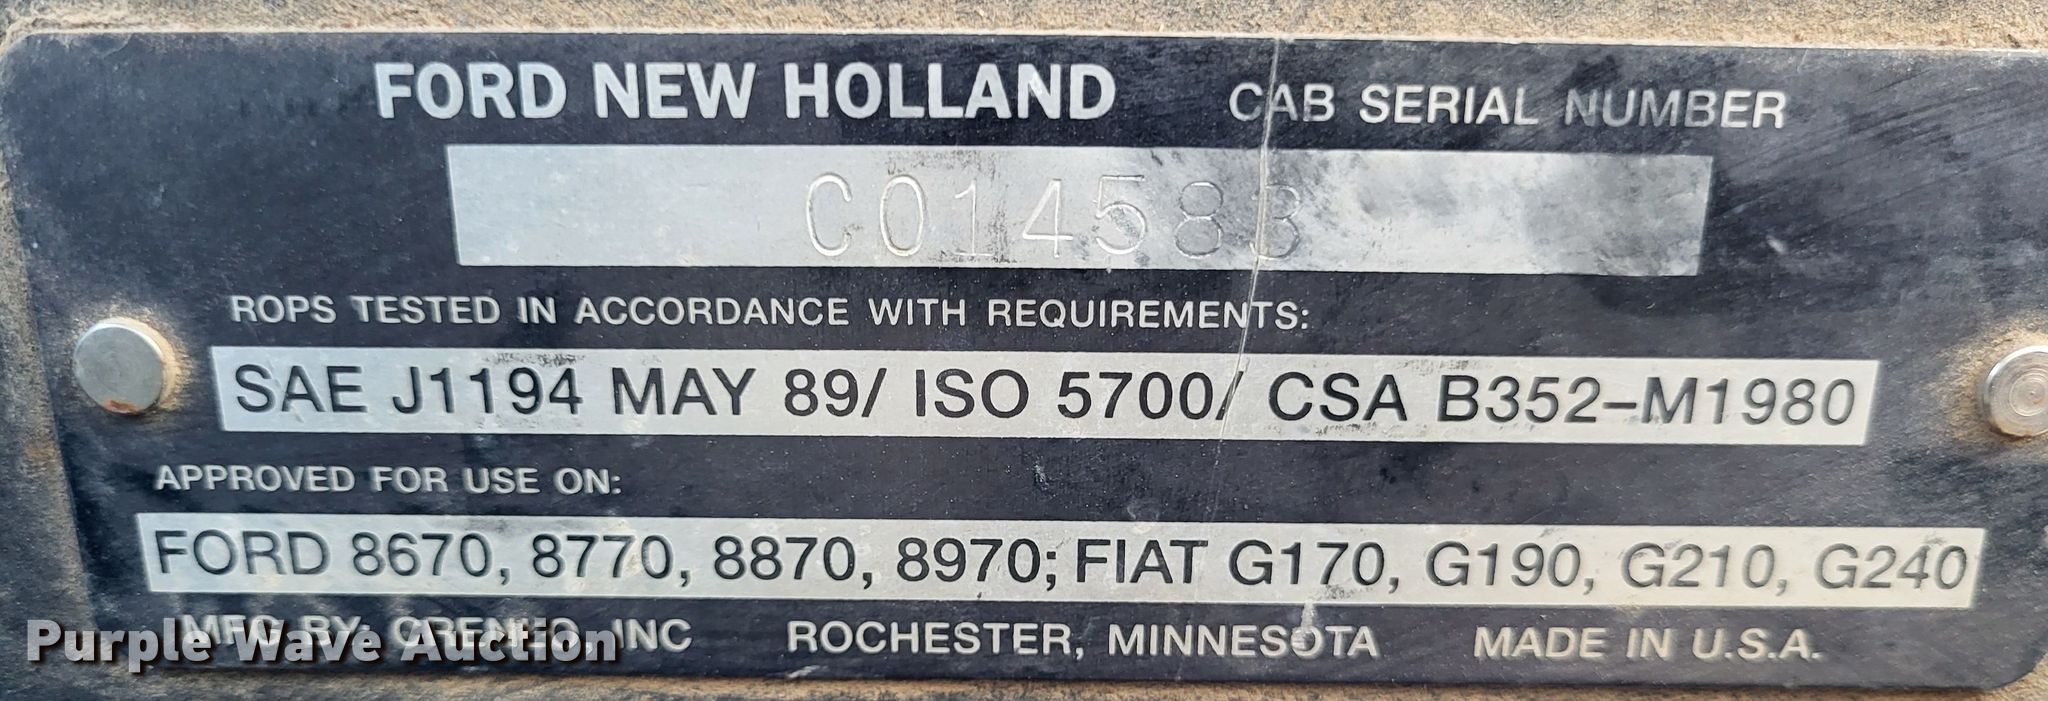 FORD NEW HOLLAND CAB SERIAL NUMBER
C014583
ROPS TESTED IN ACCORDANCE WITH REQUIREMENTS:
SAE J1194 MAY 89/ ISO 5700/ CSA B352-M1980
APPROVED FOR USE ON:
FORD 8670, 8770, 8870, 8970; FIAT G170, G190, G210, G240
MFG BY: INC ROCHESTER, MINNESOTA MADE IN U.S.A.
Purple Wave Auction